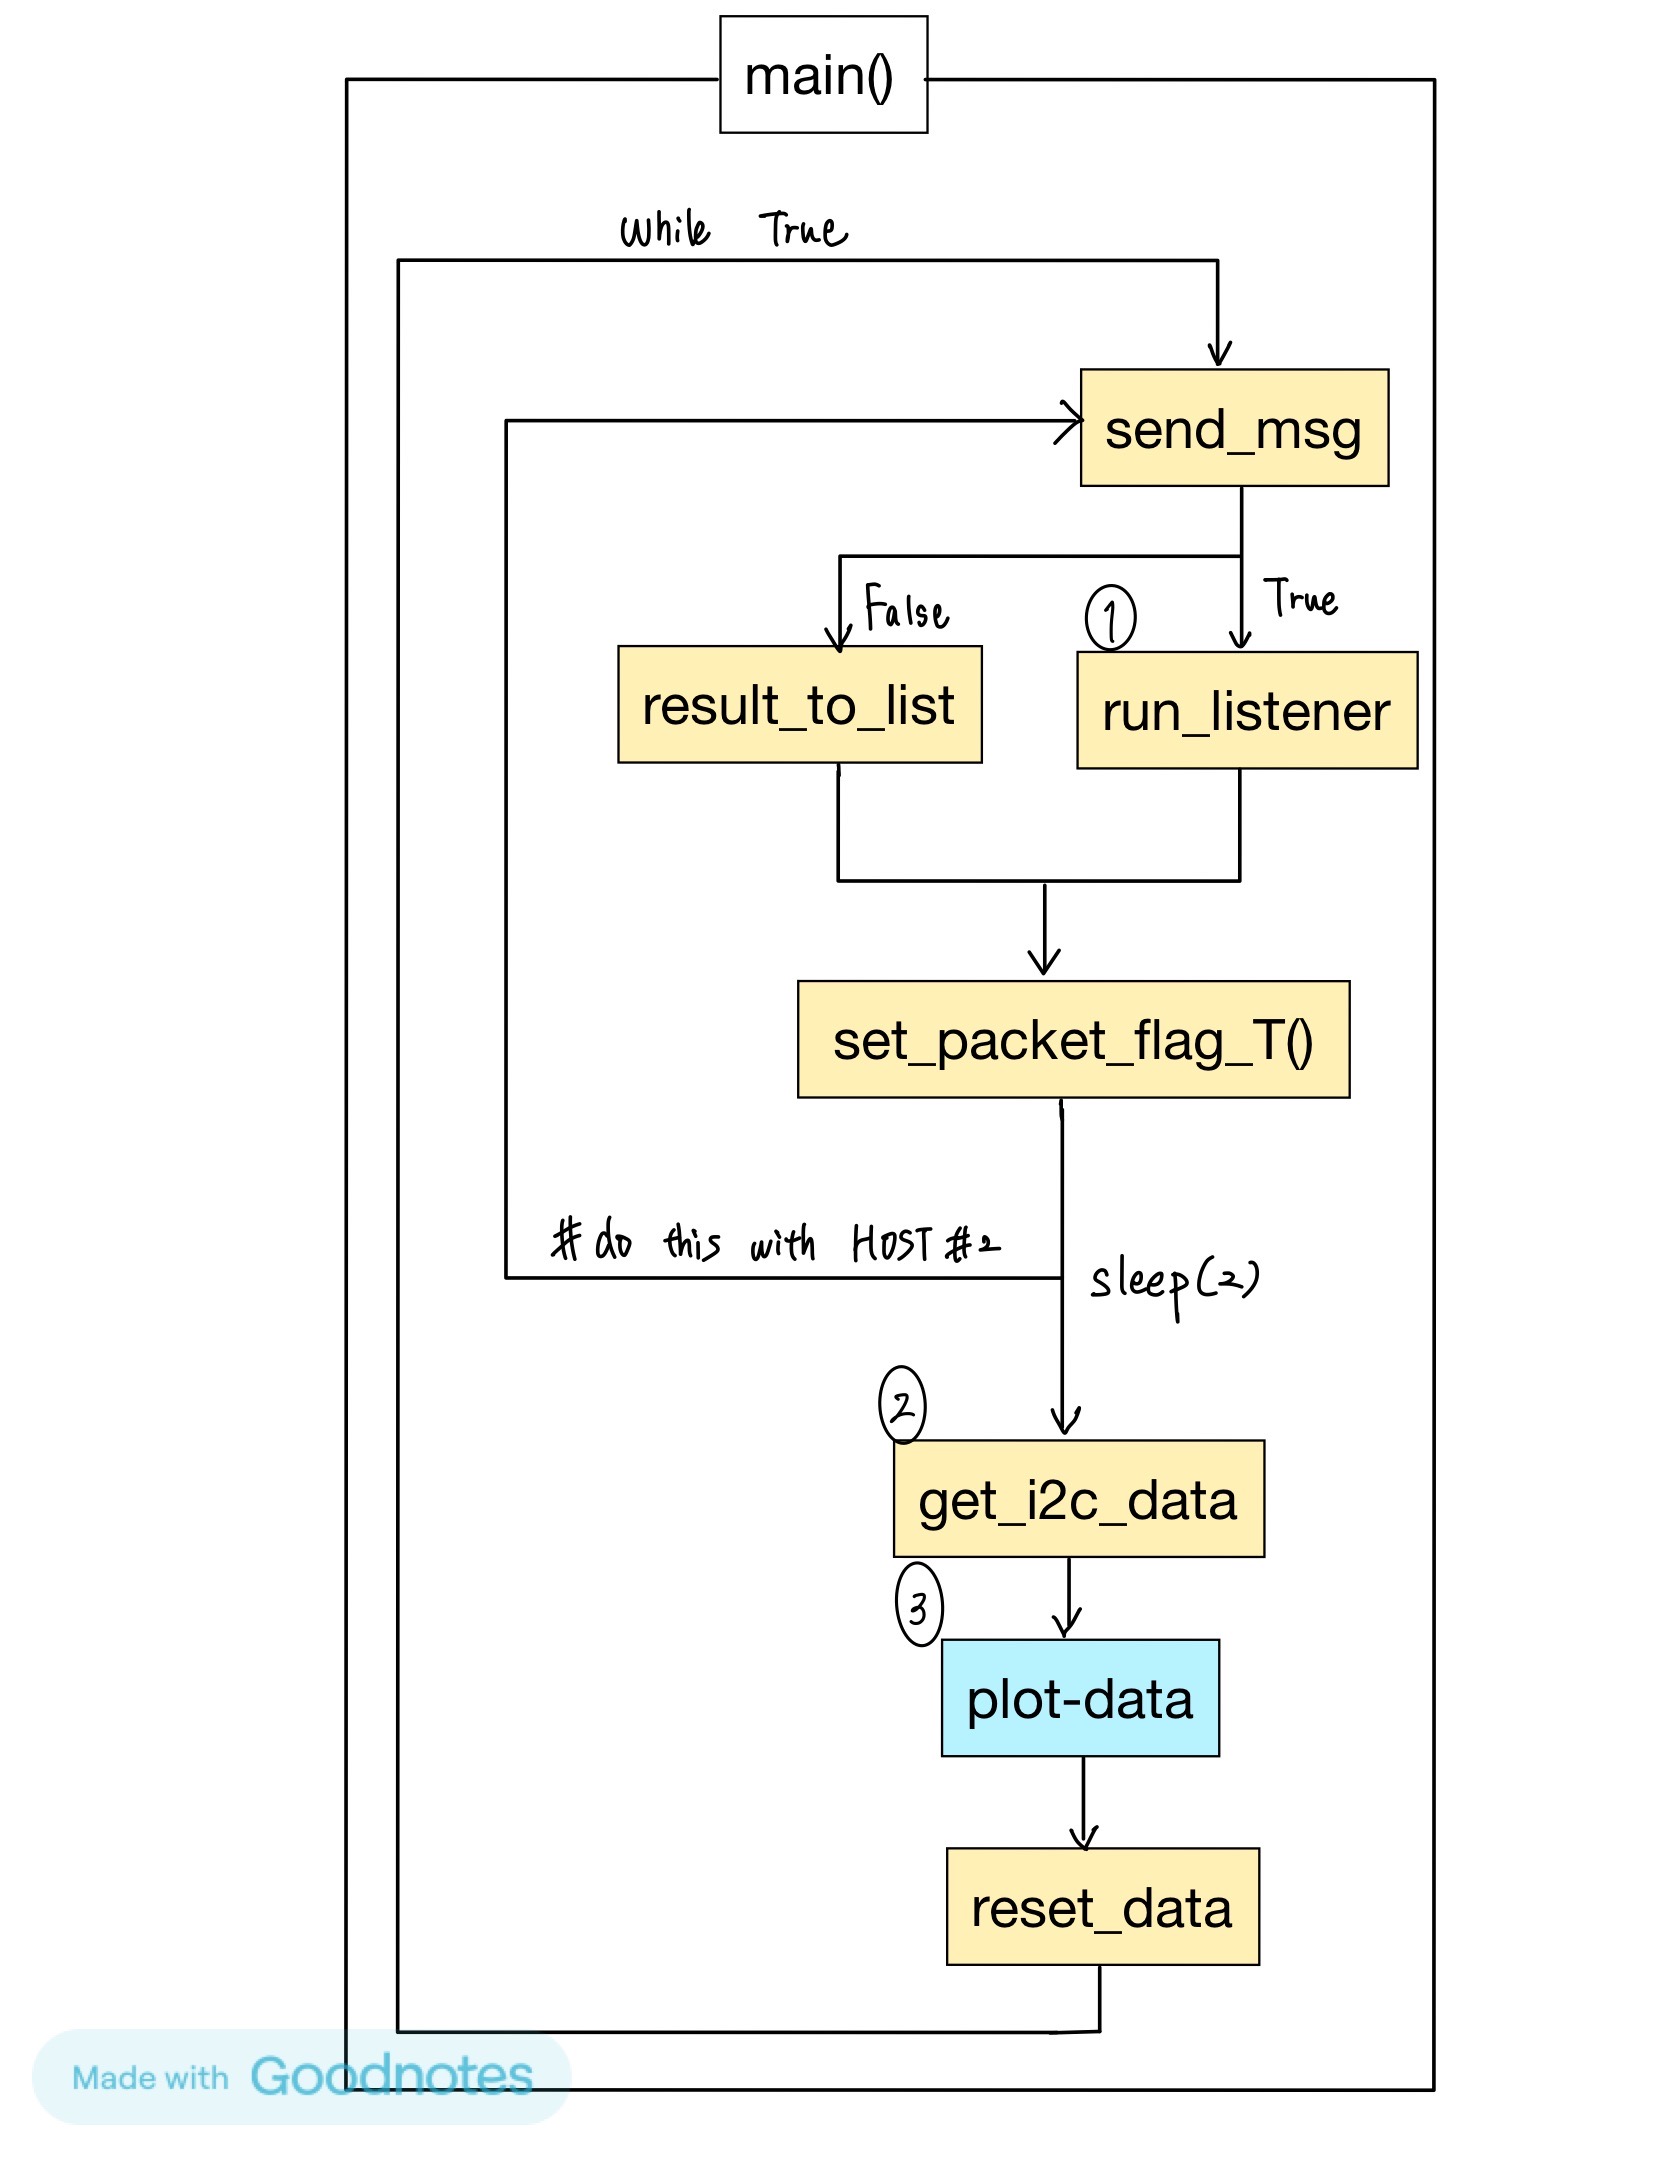 main()
while True
send_msg
False
True
1
result_to_list
run_listener
set_packet_flag_T()
# do this with HOST #2
sleep(2)
2
get_i2c_data
3
plot-data
reset_data
Made with Goodnotes